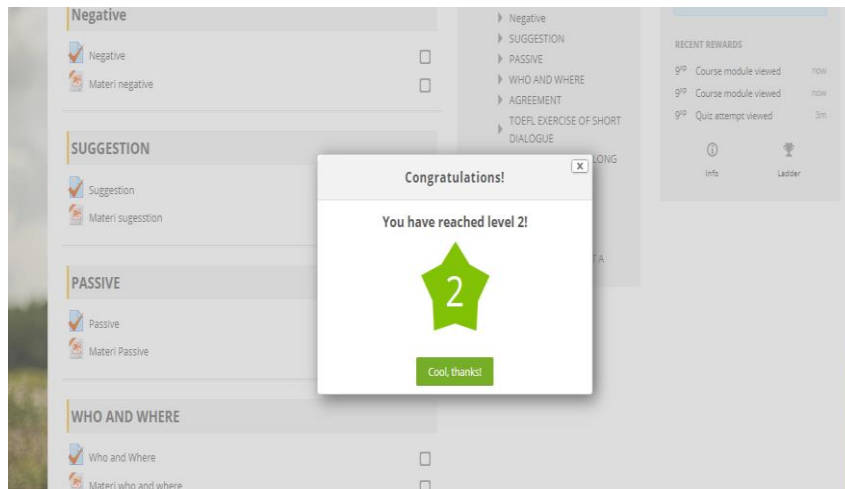 Negative
Negative
Materi negative
SUGGESTION
Suggestion
Materi sugesstion
PASSIVE
Passive
Materi Passive
WHO AND WHERE
Who and Where
Materi who and where
Negative
SUGGESTION
PASSIVE
WHO AND WHERE
AGREEMENT
TOEFL EXERCISE OF SHORT
DIALOGUE
LONG
T A
RECENT REWARDS
9xp Course module viewed now
9xp Course module viewed now
9xp Quiz attempt viewed 3m
Info Ladder
Congratulations!
x
You have reached level 2!
2
Cool, thanks!